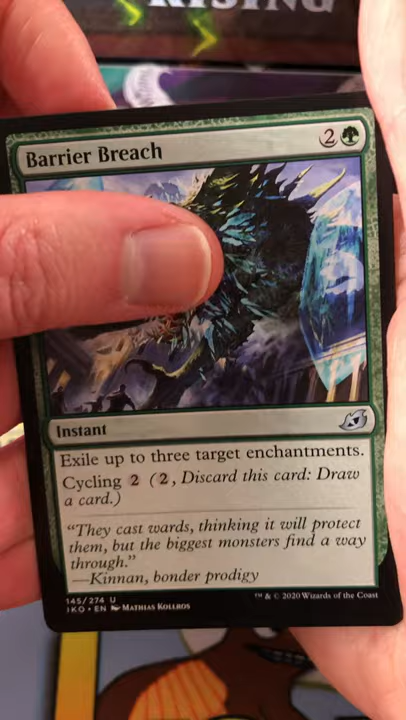 RISING
Barrier Breach 2
Instant
Exile up to three target enchantments.
Cycling 2 (2, Discard this card: Draw
a card.)
“They cast wards, thinking it will protect
them, but the biggest monsters find a way
through.”
—Kinnan, bonder prodigy
145/274 U
IKO • EN Mathias Kollros
™ & © 2020 Wizards of the Coast